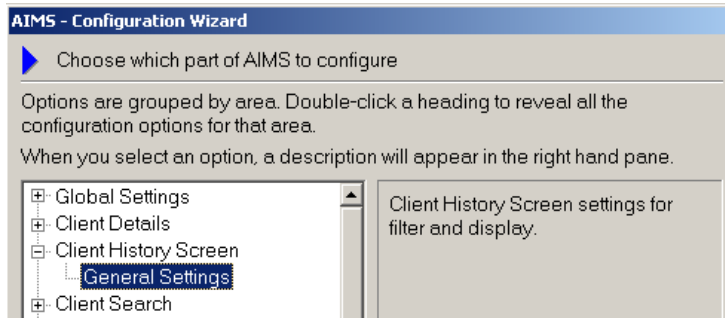 AIMS - Configuration Wizard
Choose which part of AIMS to configure
Options are grouped by area. Double-click a heading to reveal all the
configuration options for that area.
When you select an option, a description will appear in the right hand pane.
Global Settings
Client Details
Client History Screen
General Settings
Client Search
Client History Screen settings for
filter and display.